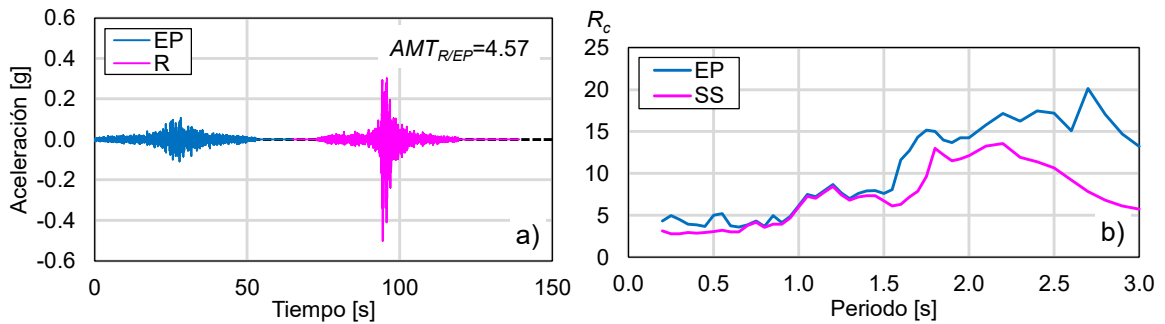 0.6
0.4
0.2
0.0
-0.2
-0.4
-0.6
Aceleración [g]
EP
R
AMT R/EP=4.57
a)
0 50 100 150
Tiempo [s]
Rc
25
20
15
10
5
0
EP
SS
b)
0.0 0.5 1.0 1.5 2.0 2.5 3.0
Periodo [s]